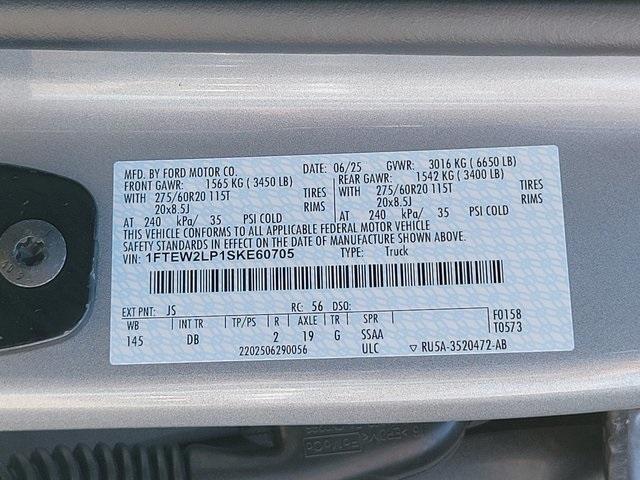 MFD. BY FORD MOTOR CO. DATE: 06/25 GVWR: 3016 KG ( 6650 LB)
FRONT GAWR: 1565 KG ( 3450 LB) REAR GAWR: 1542 KG ( 3400 LB)
WITH 275/60R20 115T TIRES WITH 275/60R20 115T TIRES
20x8.5J RIMS 20x8.5J RIMS
AT 240 kPa/ 35 PSI COLD AT 240 kPa/ 35 PSI COLD
THIS VEHICLE CONFORMS TO ALL APPLICABLE FEDERAL MOTOR VEHICLE
SAFETY STANDARDS IN EFFECT ON THE DATE OF MANUFACTURE SHOWN ABOVE.
VIN: 1FTEW2LP1SKE60705 TYPE: Truck
EXT PNT: JS RC: 56 DSO:
WB INT TR TP/PS R AXLE TR SPR F0158
145 DB 2 19 G SSAA T0573
2202506290056 ULC ▽ RU5A-3520472-AB